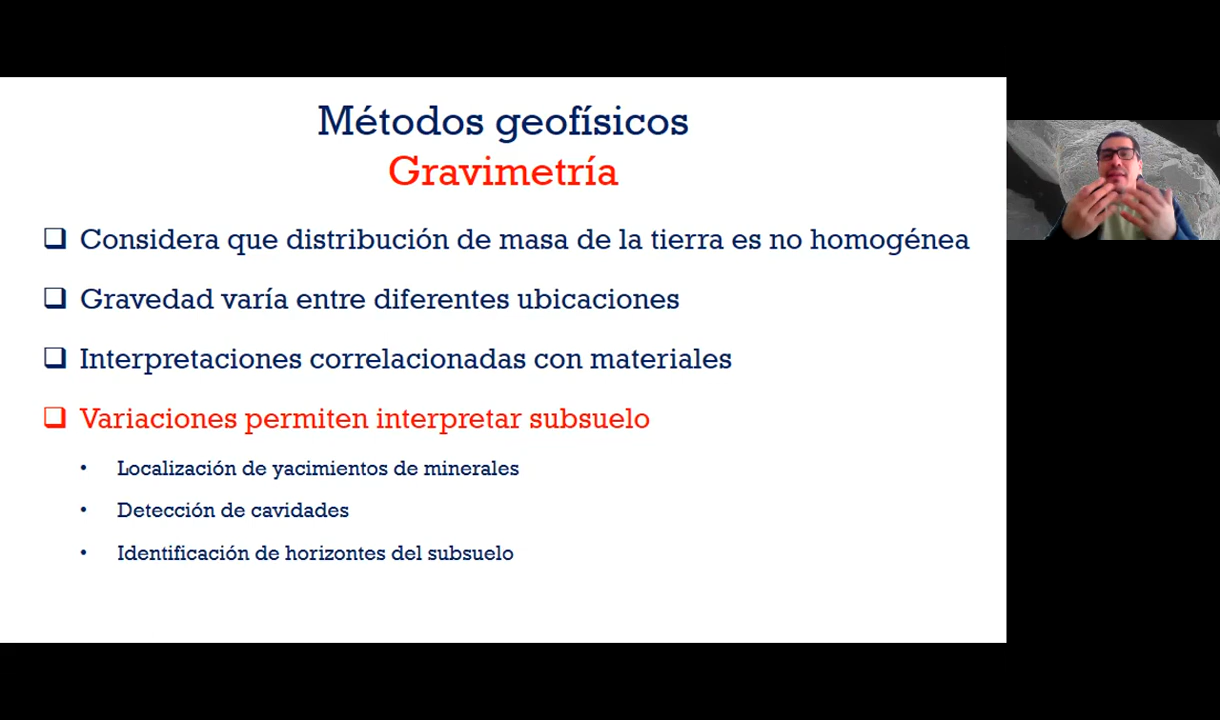 Métodos geofísicos
Gravimetría
❑ Considera que distribución de masa de la tierra es no homogénea
❑ Gravedad varía entre diferentes ubicaciones
❑ Interpretaciones correlacionadas con materiales
❑ Variaciones permiten interpretar subsuelo
• Localización de yacimientos de minerales
• Detección de cavidades
• Identificación de horizontes del subsuelo